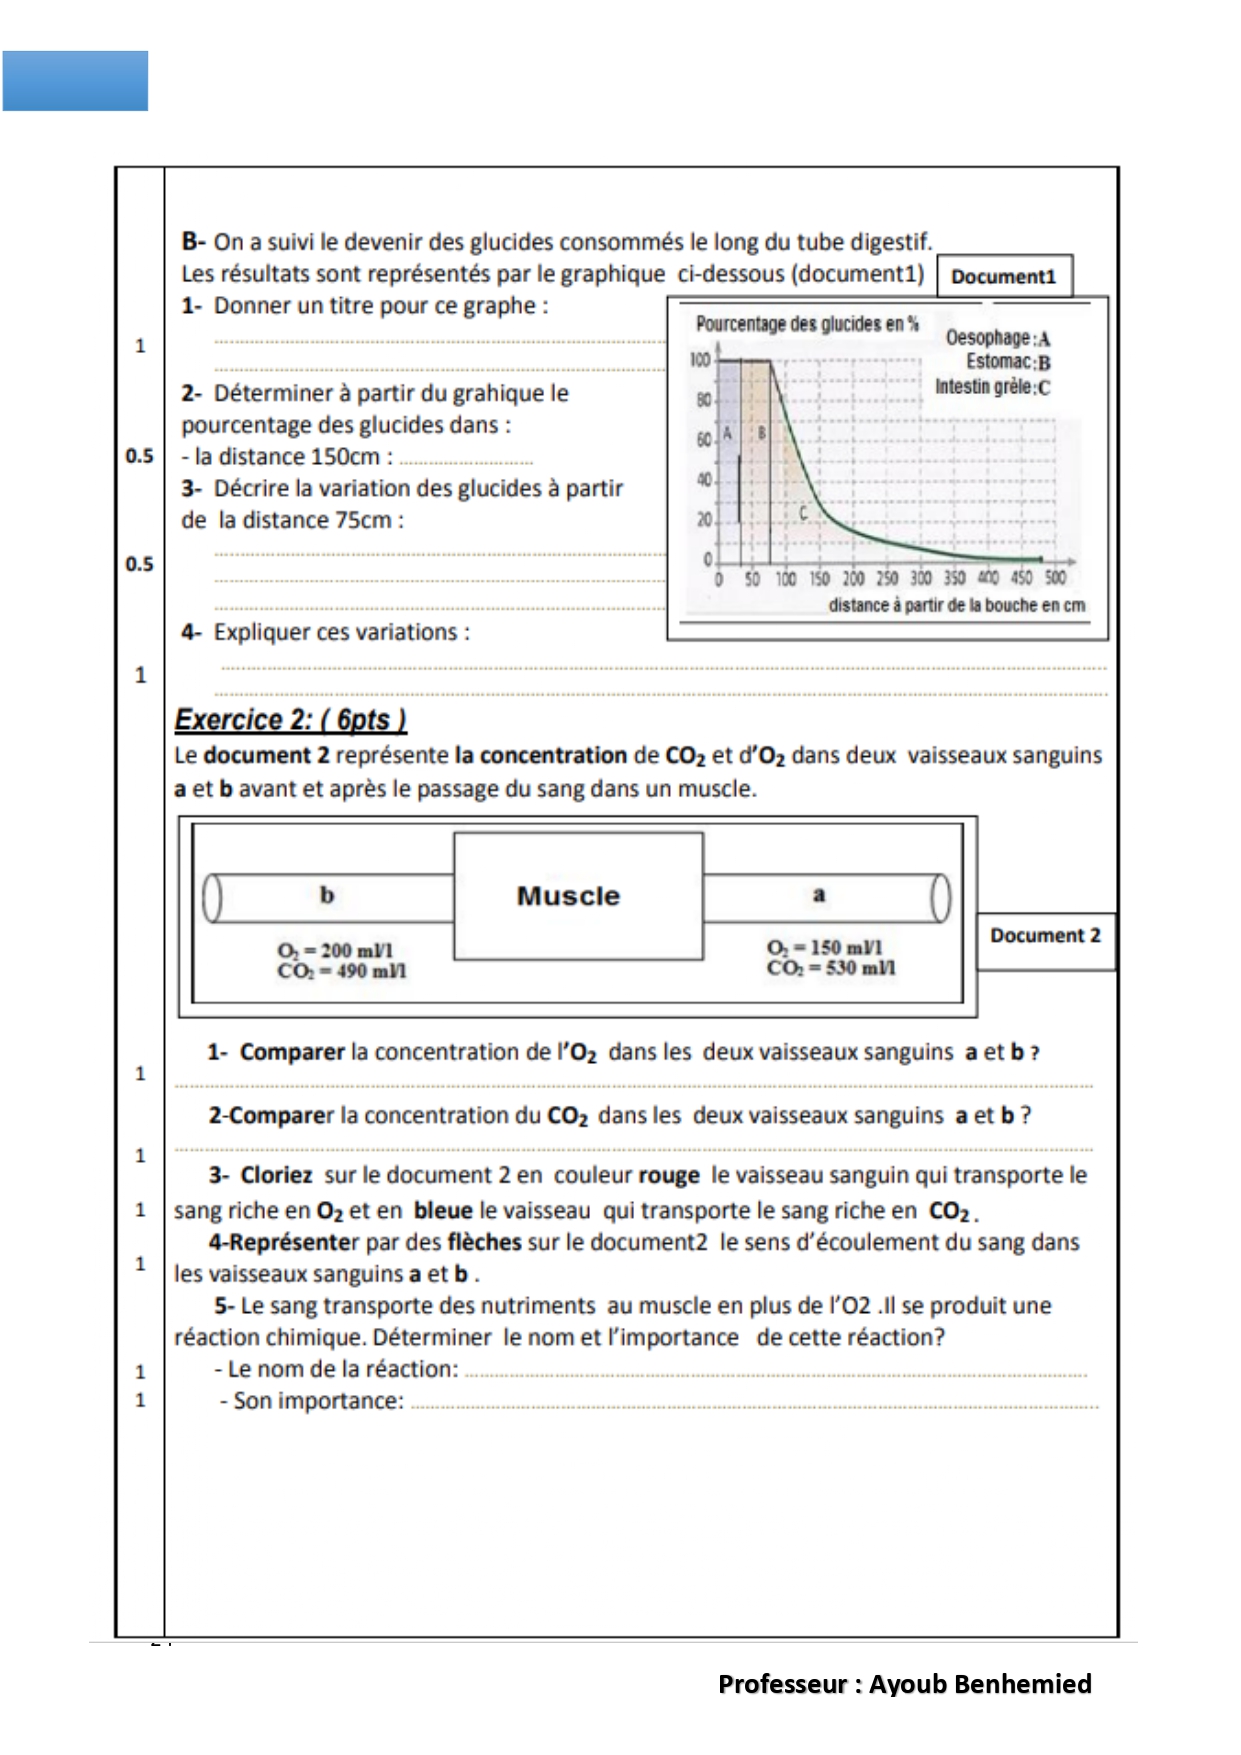 B- On a suivi le devenir des glucides consommés le long du tube digestif.
Les résultats sont représentés par le graphique ci-dessous (document1)
Document1
1- Donner un titre pour ce graphe :
1
2- Déterminer à partir du grahique le
pourcentage des glucides dans :
0.5
- la distance 150cm : ................................
3- Décrire la variation des glucides à partir
de la distance 75cm :
0.5
4- Expliquer ces variations :
1
Pourcentage des glucides en %
Oesophage:A
Estomac:B
Intestin grèle:C
100
80
60
40
20
0
A
B
C
0 50 100 150 200 250 300 350 400 450 500
distance à partir de la bouche en cm
Exercice 2: ( 6pts )
Le document 2 représente la concentration de CO2 et d'O2 dans deux vaisseaux sanguins
a et b avant et après le passage du sang dans un muscle.
b
Muscle
a
O2 = 200 ml/l
CO2 = 490 ml/l
O2 = 150 ml/l
CO2 = 530 ml/l
Document 2
1- Comparer la concentration de l'O2 dans les deux vaisseaux sanguins a et b ?
1
2-Comparer la concentration du CO2 dans les deux vaisseaux sanguins a et b ?
1
3- Cloriez sur le document 2 en couleur rouge le vaisseau sanguin qui transporte le
1
sang riche en O2 et en bleue le vaisseau qui transporte le sang riche en CO2 .
4-Représenter par des flèches sur le document2 le sens d'écoulement du sang dans
1
les vaisseaux sanguins a et b .
5- Le sang transporte des nutriments au muscle en plus de l'O2 .Il se produit une
réaction chimique. Déterminer le nom et l'importance de cette réaction?
1
- Le nom de la réaction:
1
- Son importance:
Professeur : Ayoub Benhemied